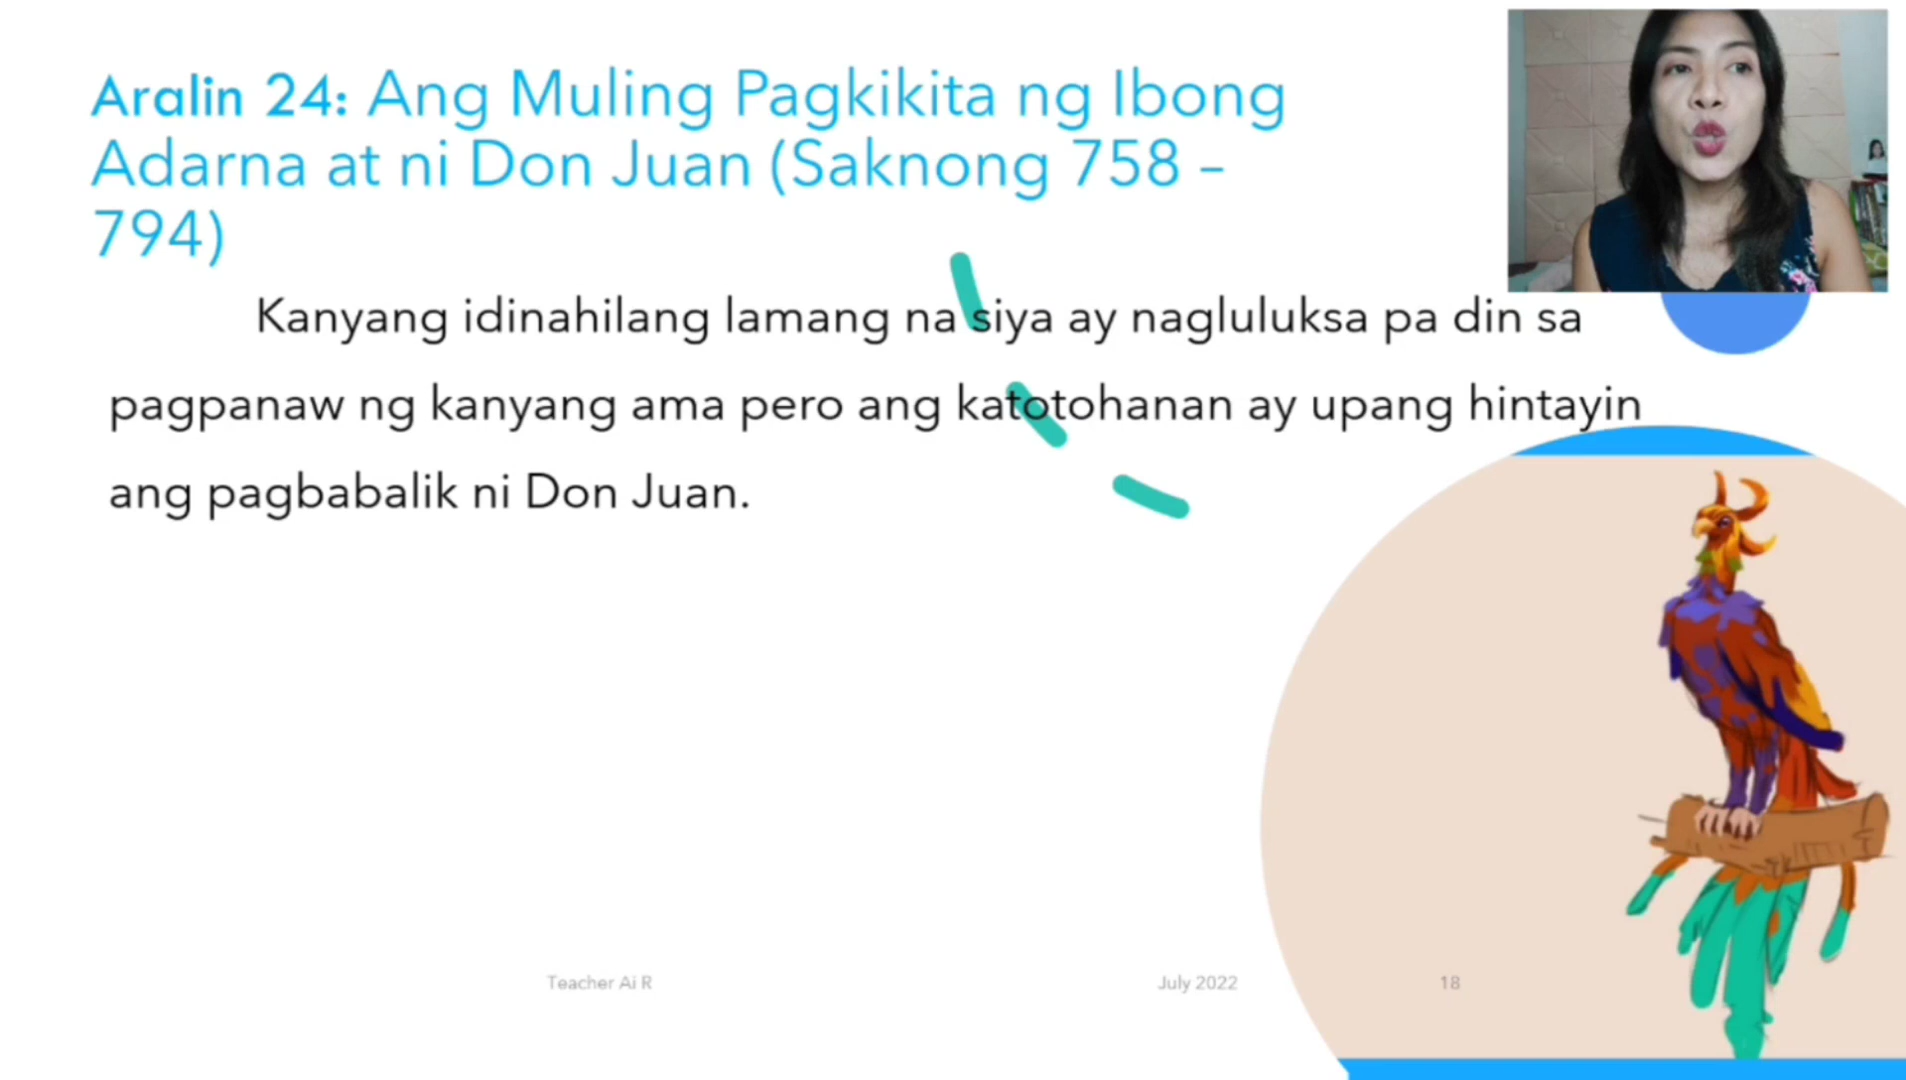 Aralin 24: Ang Muling Pagkikita ng Ibong
Adarna at ni Don Juan (Saknong 758 –
794)
Kanyang idinahilang lamang na siya ay nagluluksa pa din sa
pagpanaw ng kanyang ama pero ang katotohanan ay upang hintayin
ang pagbabalik ni Don Juan.
Teacher Ai R
July 2022
18